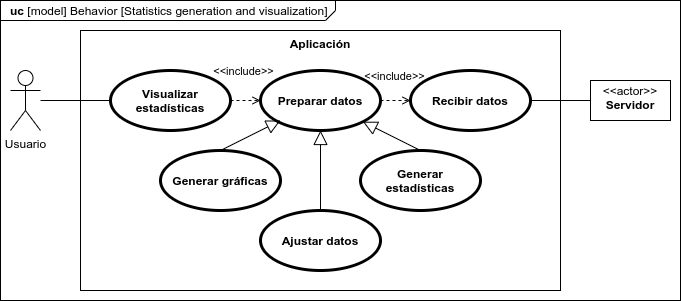 uc [model] Behavior [Statistics generation and visualization]
Aplicación
Visualizar
estadísticas
<<include>>
Preparar datos
<<include>>
Recibir datos
<<actor>>
Servidor
Usuario
Generar gráficas
Generar
estadísticas
Ajustar datos